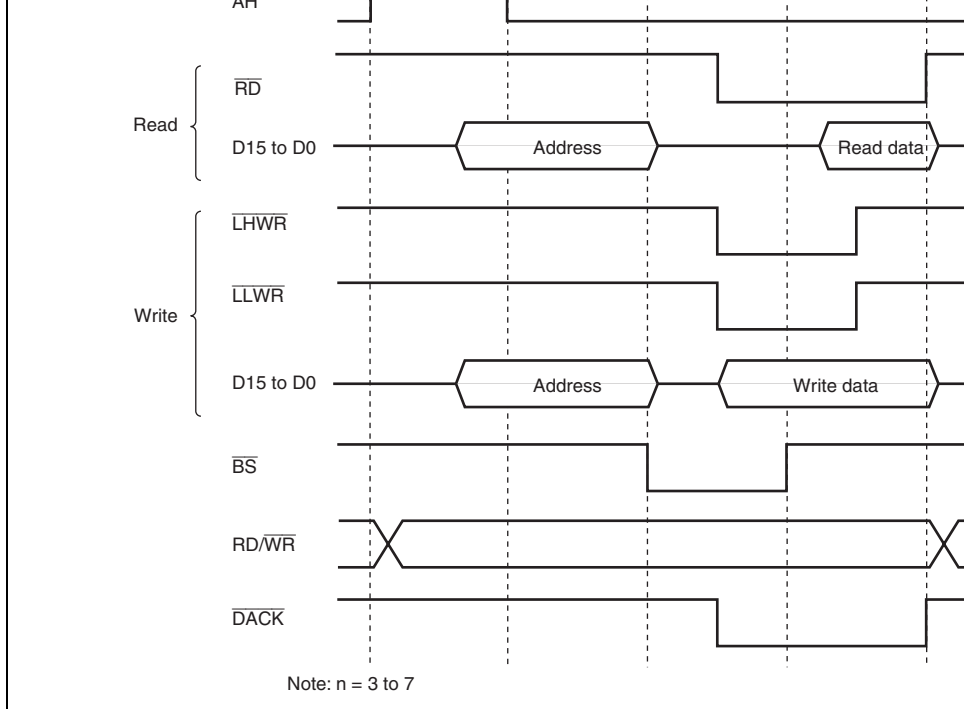 AH
RD
Read
D15 to D0
Address
Read data
LHWR
LLWR
Write
D15 to D0
Address
Write data
BS
RD/WR
DACK
Note: n = 3 to 7